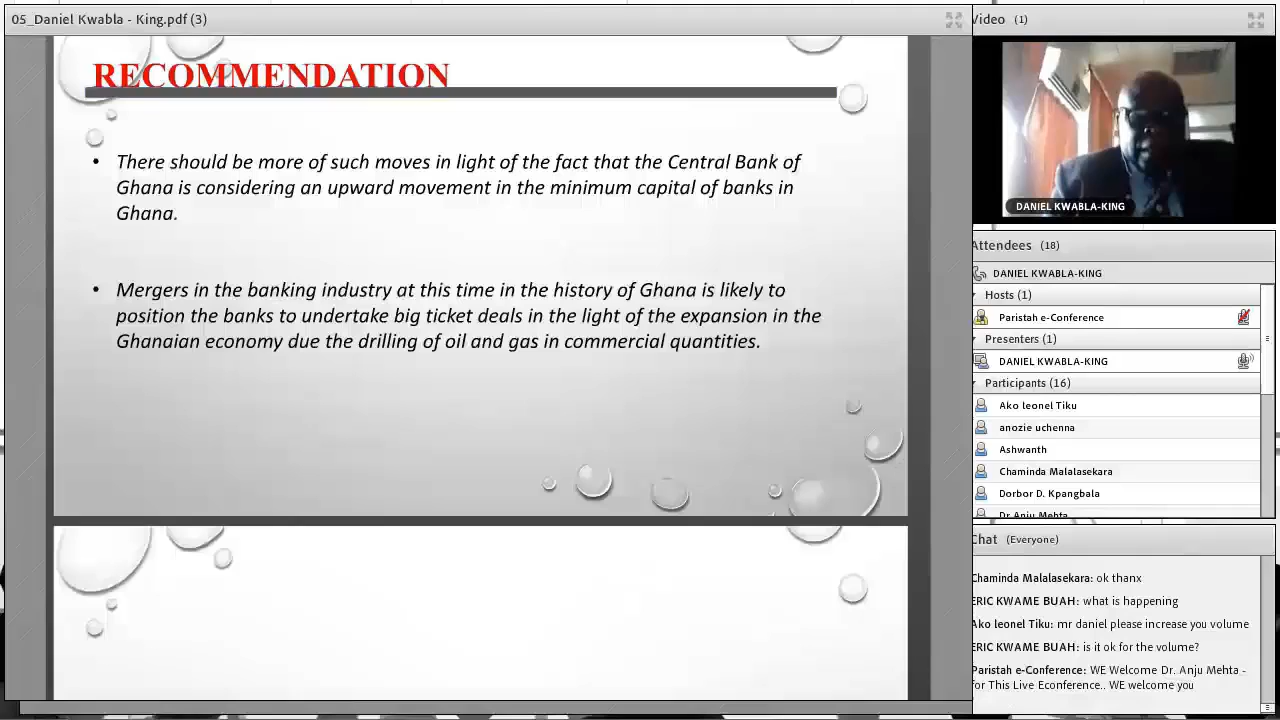 05_Daniel Kwabla - King.pdf (3)
RECOMMENDATION
• There should be more of such moves in light of the fact that the Central Bank of
Ghana is considering an upward movement in the minimum capital of banks in
Ghana.
• Mergers in the banking industry at this time in the history of Ghana is likely to
position the banks to undertake big ticket deals in the light of the expansion in the
Ghanaian economy due the drilling of oil and gas in commercial quantities.
Video (1)
DANIEL KWABLA-KING
Attendees (18)
DANIEL KWABLA-KING
Hosts (1)
Paristah e-Conference
Presenters (1)
DANIEL KWABLA-KING
Participants (16)
Ako leonel Tiku
anozie uchenna
Ashwanth
Chaminda Malalasekara
Dorbor D. Kpangbala
Dr Anju Mehta
Chat (Everyone)
Chaminda Malalasekara: ok thanx
ERIC KWAME BUAH: what is happening
Ako leonel Tiku: mr daniel please increase you volume
ERIC KWAME BUAH: is it ok for the volume?
Paristah e-Conference: WE Welcome Dr. Anju Mehta -
for This Live Econference.. WE welcome you